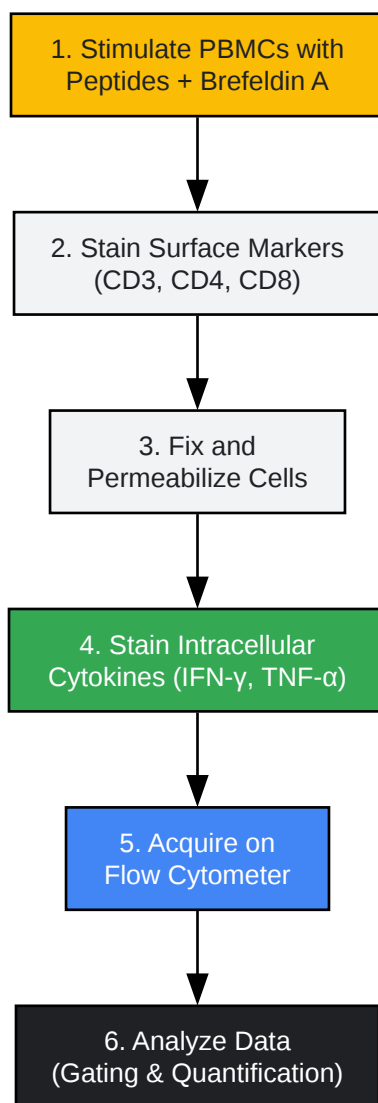 1. Stimulate PBMCs with
Peptides + Brefeldin A
2. Stain Surface Markers
(CD3, CD4, CD8)
3. Fix and
Permeabilize Cells
4. Stain Intracellular
Cytokines (IFN-γ, TNF-α)
5. Acquire on
Flow Cytometer
6. Analyze Data
(Gating & Quantification)